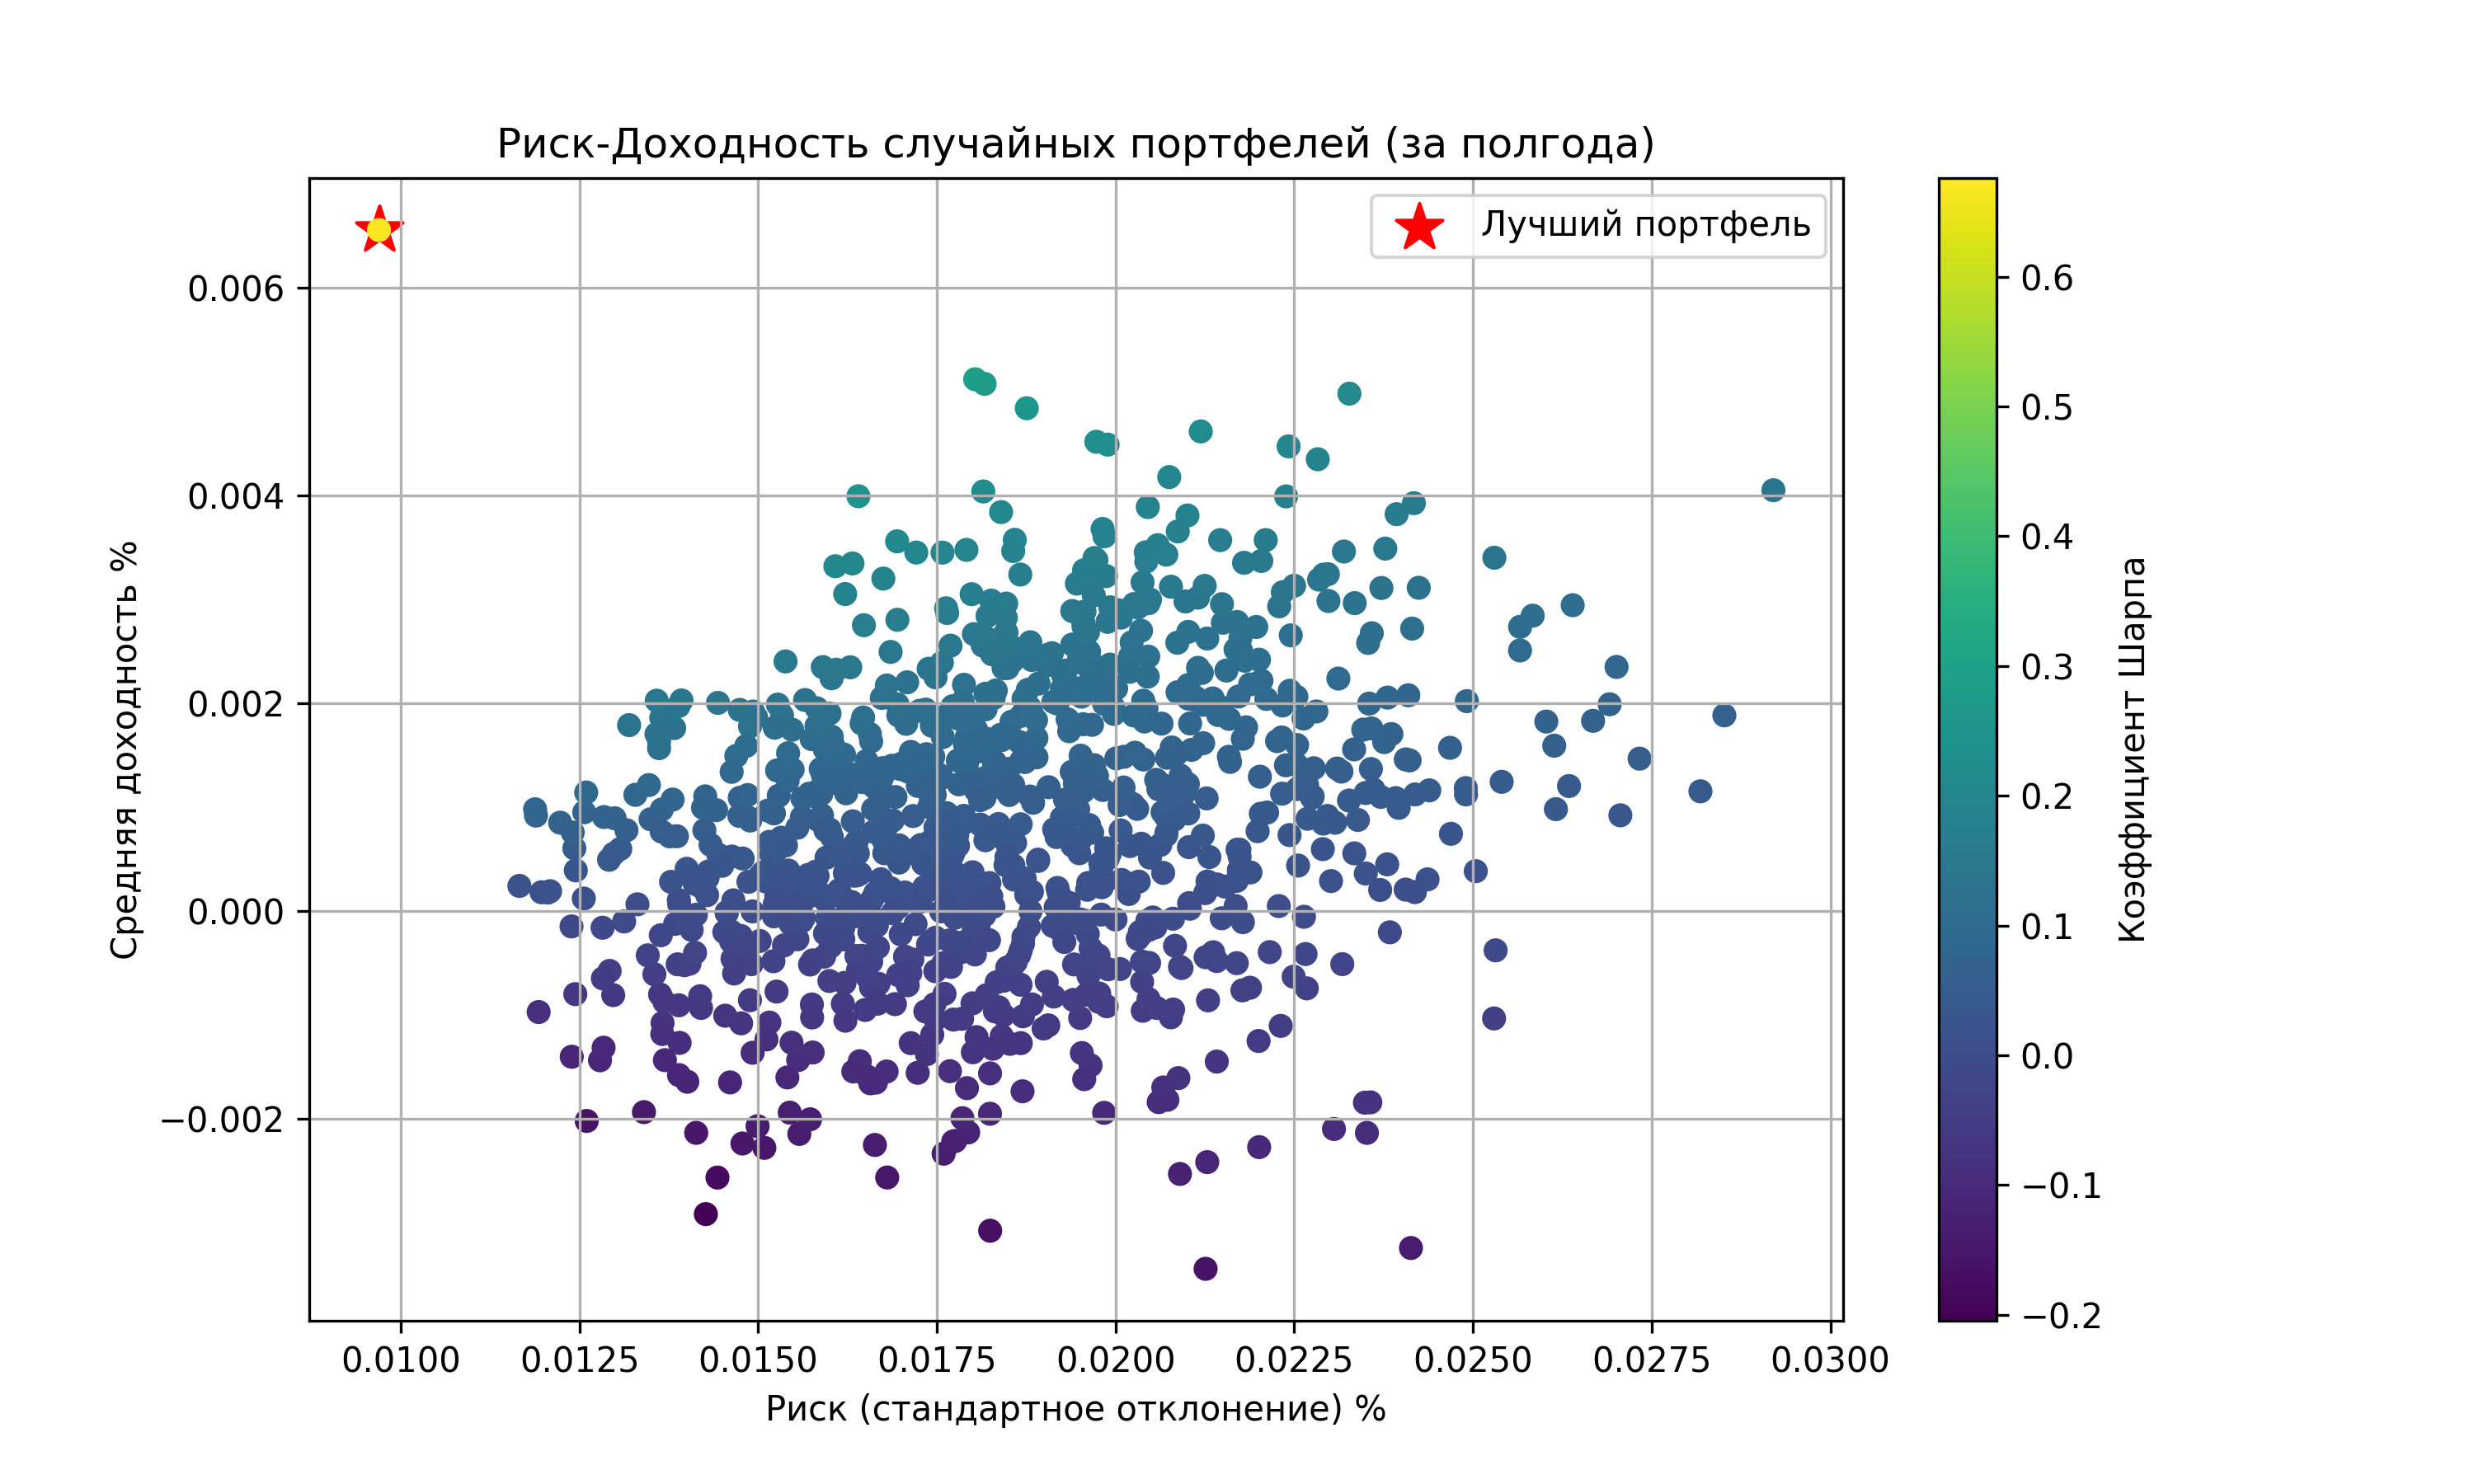 Риск-Доходность случайных портфелей (за полгода)
Лучший портфель
Средняя доходность %
0.006
0.004
0.002
0.000
−0.002
0.0100 0.0125 0.0150 0.0175 0.0200 0.0225 0.0250 0.0275 0.0300
Риск (стандартное отклонение) %
0.6
0.5
0.4
0.3
0.2
0.1
0.0
−0.1
−0.2
Коэффициент Шарпа